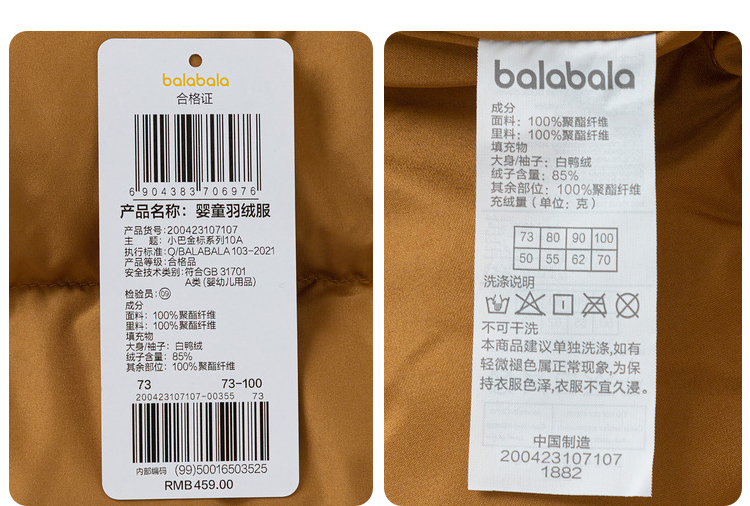 balabala
合格证
6 904383 706976
产品名称：婴童羽绒服
产品货号：200423107107
主　题：小巴金标系列10A
执行标准：Q/BALABALA 103-2021
产品等级：合格品
安全技术类别：符合GB 31701
A类（婴幼儿用品）
检验员：09
成分
面料：100%聚酯纤维
里料：100%聚酯纤维
填充物
大身/袖子：白鸭绒
绒子含量：85%
其余部位：100%聚酯纤维
73 73-100
200423107107-00355 73
内部编码 (99)50016503525
RMB 459.00
balabala
成分
面料：100%聚酯纤维
里料：100%聚酯纤维
填充物
大身/袖子：白鸭绒
绒子含量：85%
其余部位：100%聚酯纤维
充绒量（单位：克）
73 80 90 100
50 55 62 70
洗涤说明
不可干洗
本商品建议单独洗涤,如有
轻微褪色属正常现象,为保
持衣服色泽,衣服不宜久浸。
中国制造
200423107107
1882